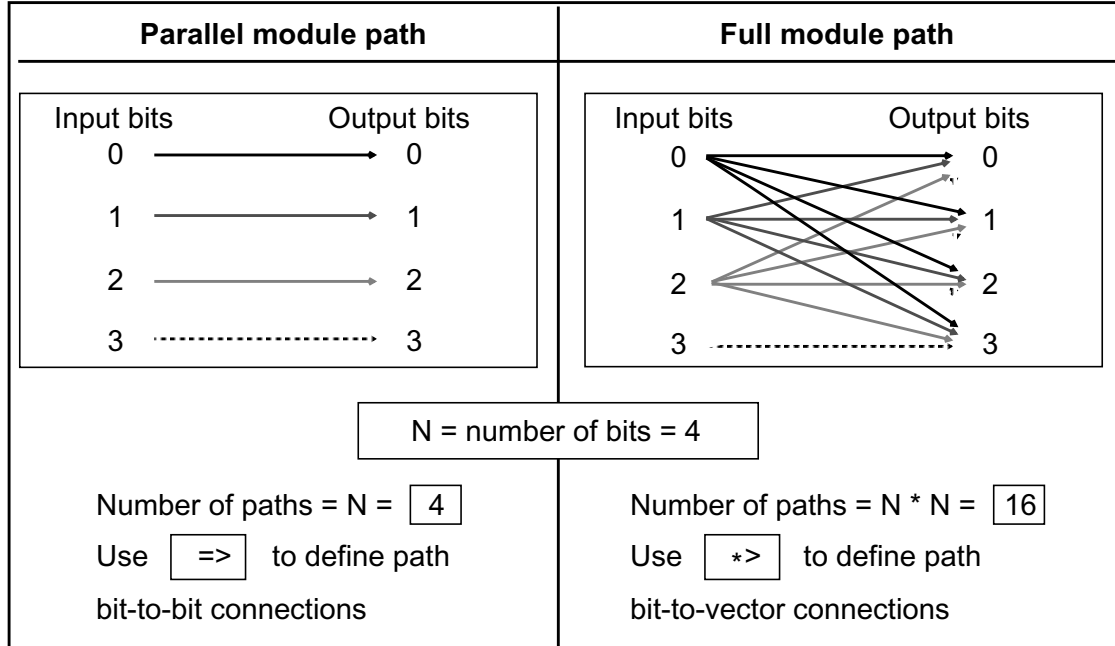 Parallel module path
Full module path
Input bits Output bits
0 0
1 1
2 2
3 3
Input bits Output bits
0 0
1 1
2 2
3 3
N = number of bits = 4
Number of paths = N = 4
Use => to define path
bit-to-bit connections
Number of paths = N * N = 16
Use *> to define path
bit-to-vector connections